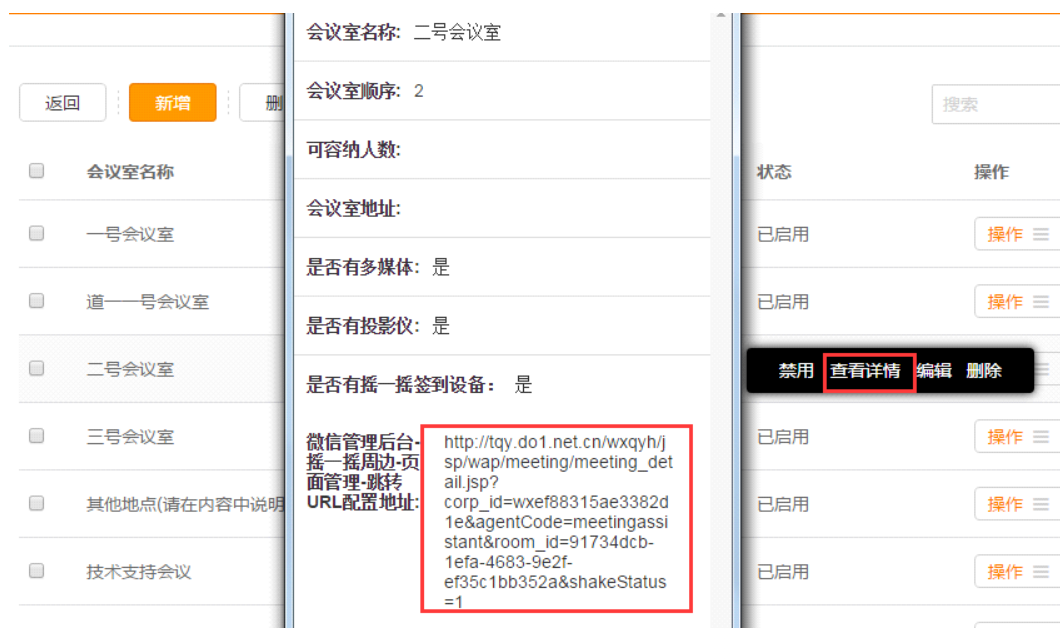 会议室名称: 二号会议室
会议室顺序: 2
返回
新增
删
搜索
可容纳人数:
会议室名称
状态
操作
会议室地址:
一号会议室
已启用
操作
是否有多媒体: 是
道一一号会议室
已启用
操作
是否有投影仪: 是
二号会议室
禁用 查看详情 编辑 删除
是否有摇一摇签到设备: 是
三号会议室
已启用
操作
微信管理后台-
摇一摇周边-页
面管理-跳转
URL配置地址:
http://tqy.do1.net.cn/wxqyh/j
sp/wap/meeting/meeting_det
ail.jsp?
corp_id=wxef88315ae3382d
1e&agentCode=meetingassi
stant&room_id=91734dcb-
1efa-4683-9e2f-
ef35c1bb352a&shakeStatus
=1
其他地点(请在内容中说明
已启用
操作
技术支持会议
已启用
操作